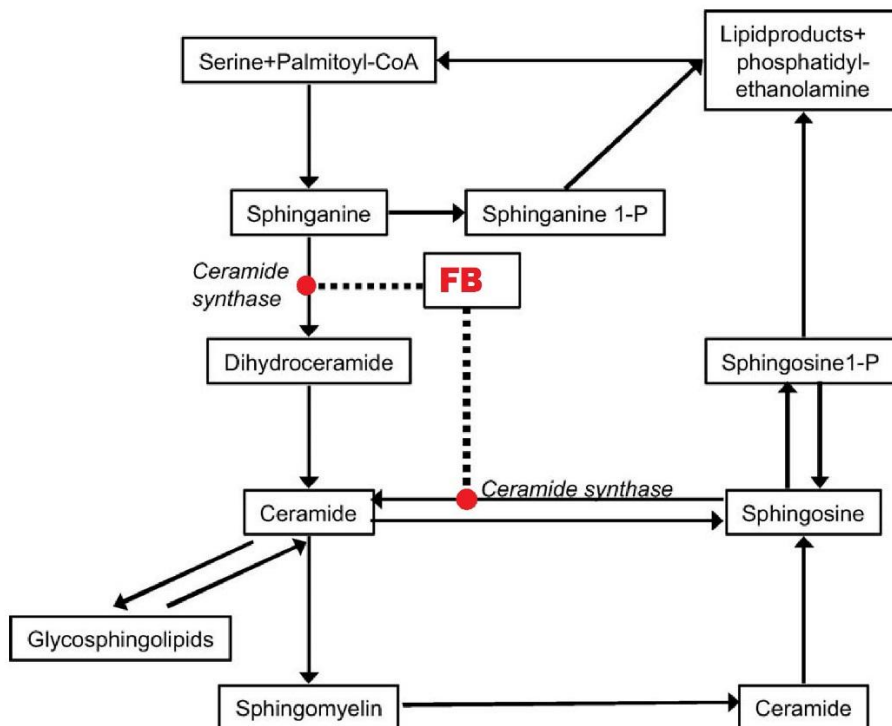 Serine+Palmitoyl-CoA
Lipidproducts+
phosphatidyl-
ethanolamine
Sphinganine
Sphinganine 1-P
Ceramide
synthase
FB
Dihydroceramide
Sphingosine1-P
Ceramide
Ceramide synthase
Sphingosine
Glycosphingolipids
Sphingomyelin
Ceramide